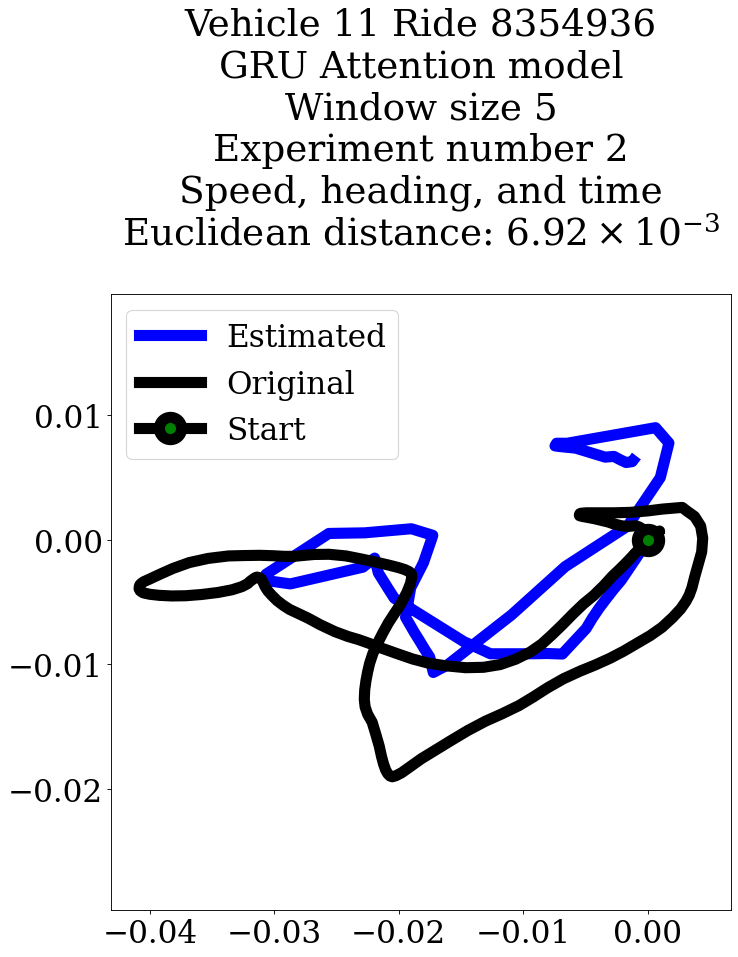 Vehicle 11 Ride 8354936
GRU Attention model
Window size 5
Experiment number 2
Speed, heading, and time
Euclidean distance: 6.92 × 10⁻³
Estimated
Original
Start
0.01
0.00
−0.01
−0.02
−0.04 −0.03 −0.02 −0.01 0.00